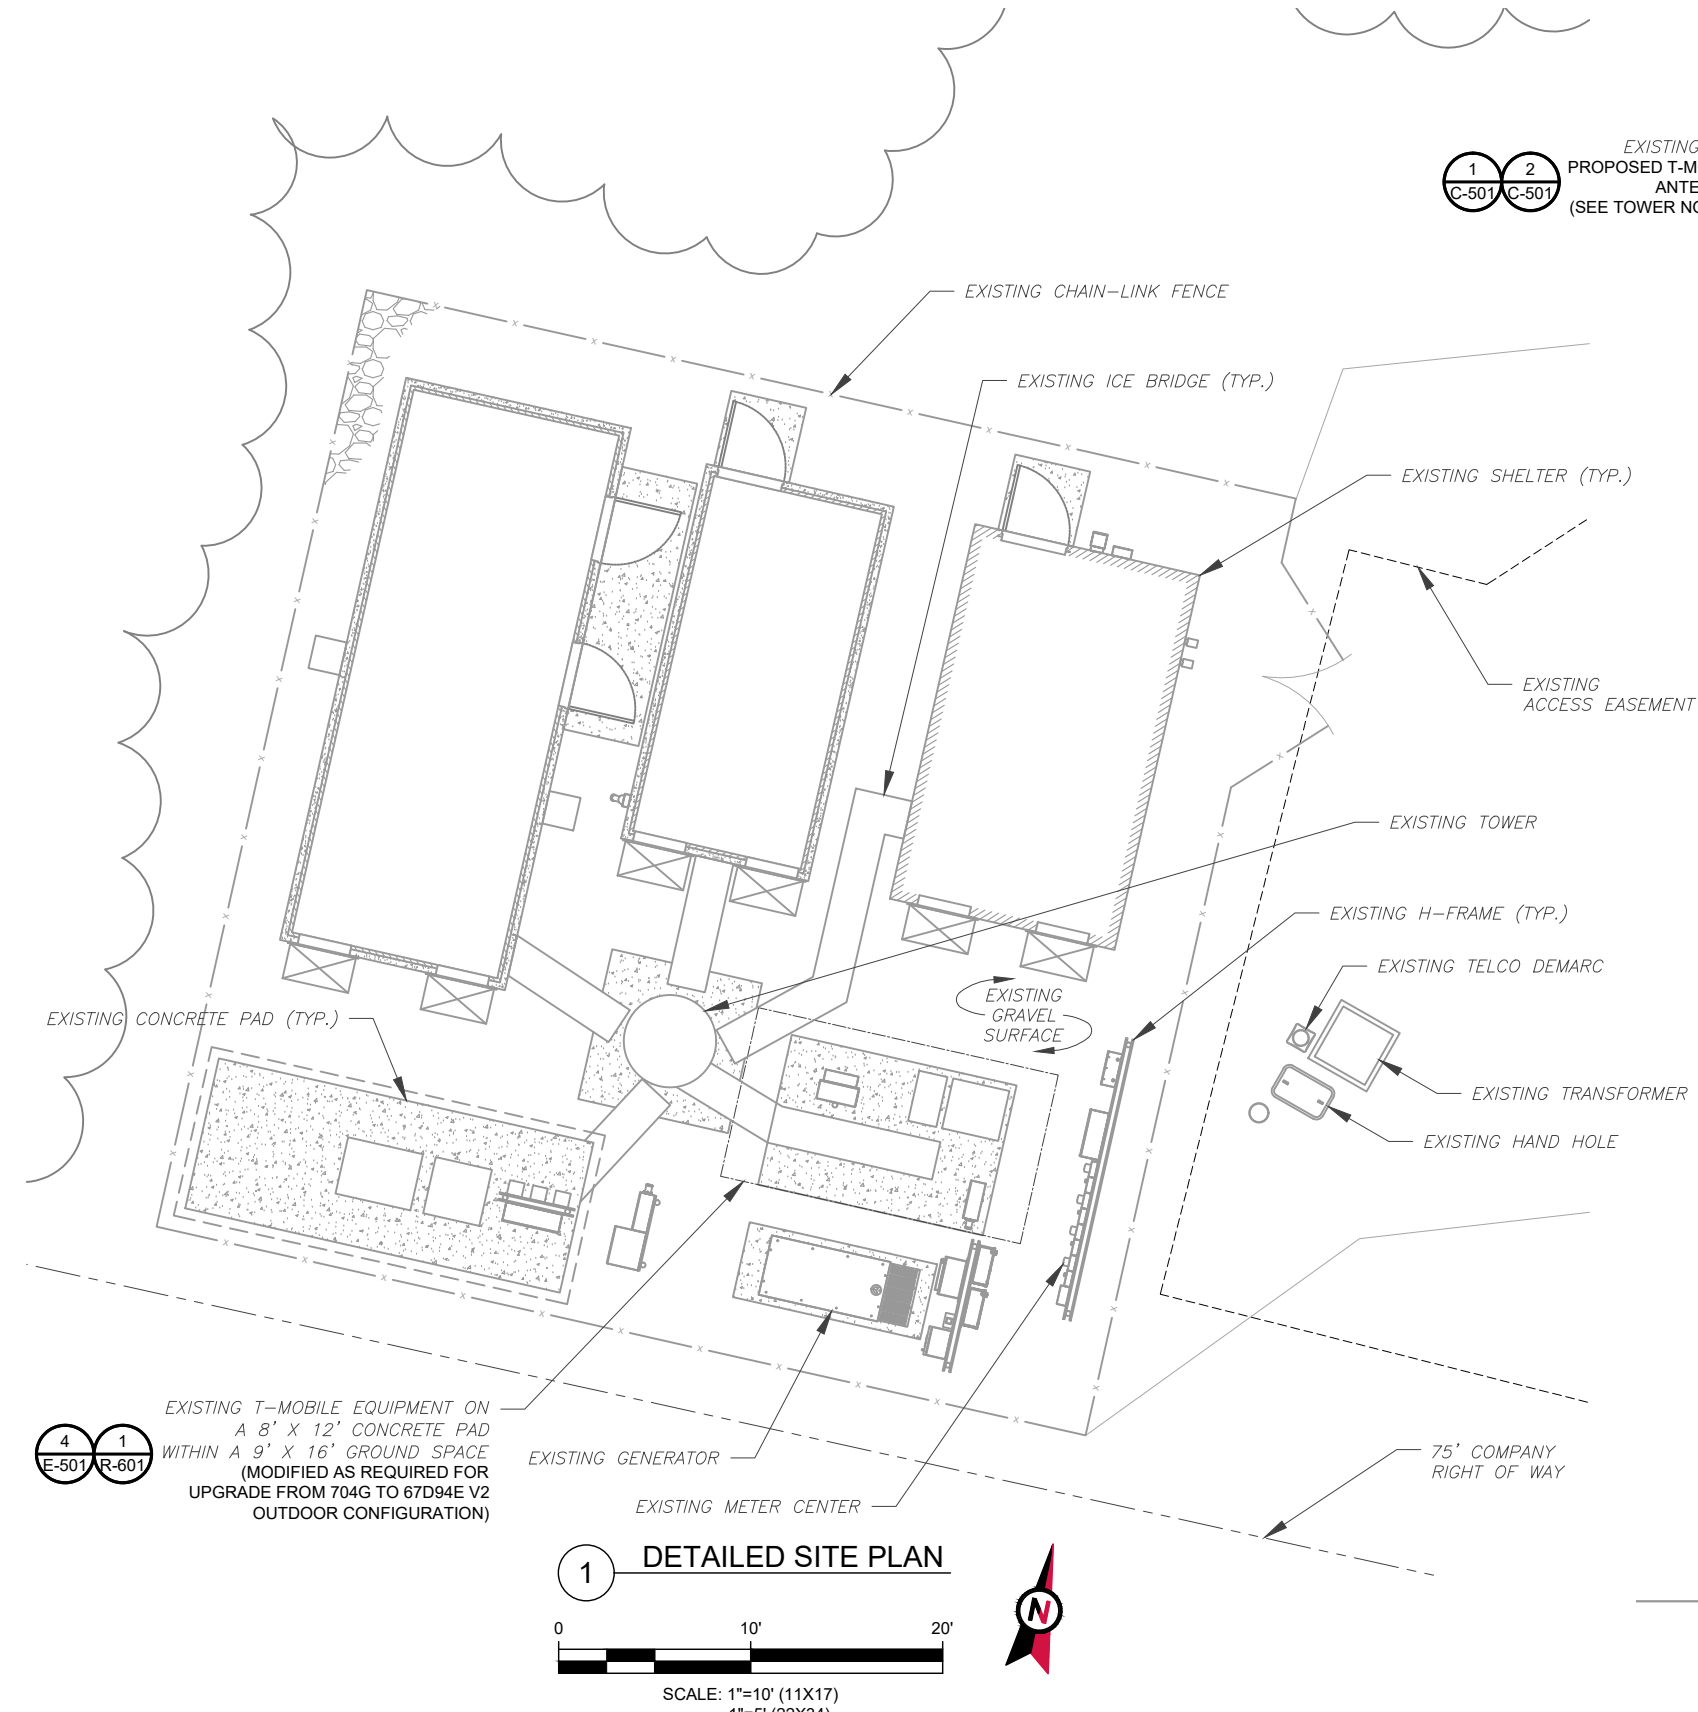 EXISTING
PROPOSED T-M
ANTE
(SEE TOWER NO
1
C-501
2
C-501
EXISTING CHAIN-LINK FENCE
EXISTING ICE BRIDGE (TYP.)
EXISTING SHELTER (TYP.)
EXISTING
ACCESS EASEMENT
EXISTING TOWER
EXISTING H-FRAME (TYP.)
EXISTING TELCO DEMARC
EXISTING
GRAVEL
SURFACE
EXISTING CONCRETE PAD (TYP.)
EXISTING TRANSFORMER
EXISTING HAND HOLE
EXISTING T-MOBILE EQUIPMENT ON
A 8' X 12' CONCRETE PAD
WITHIN A 9' X 16' GROUND SPACE
(MODIFIED AS REQUIRED FOR
UPGRADE FROM 704G TO 67D94E V2
OUTDOOR CONFIGURATION)
4
E-501
1
R-601
EXISTING GENERATOR
EXISTING METER CENTER
75' COMPANY
RIGHT OF WAY
1
DETAILED SITE PLAN
0 10' 20'
N
SCALE: 1"=10' (11X17)
1"=5' (22X34)